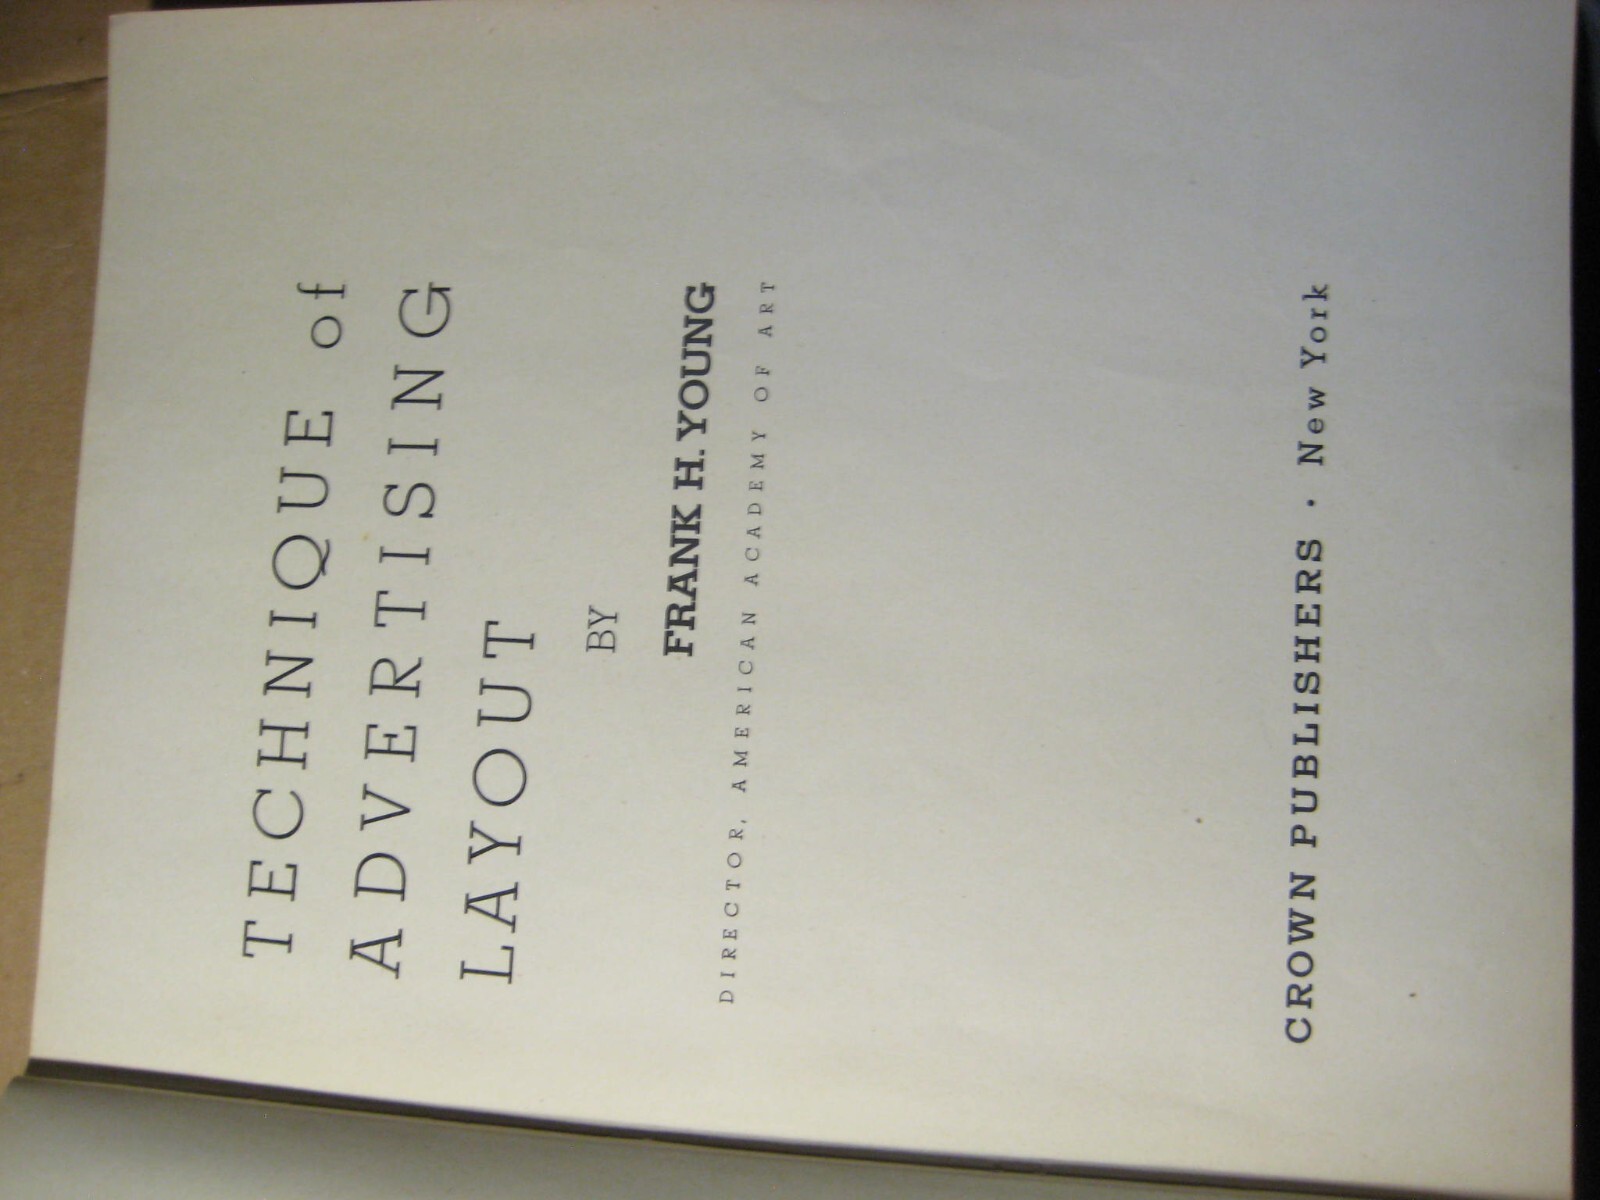 TECHNIQUE of
ADVERTISING
LAYOUT
BY
FRANK H. YOUNG
DIRECTOR, AMERICAN ACADEMY OF ART
CROWN PUBLISHERS · New York